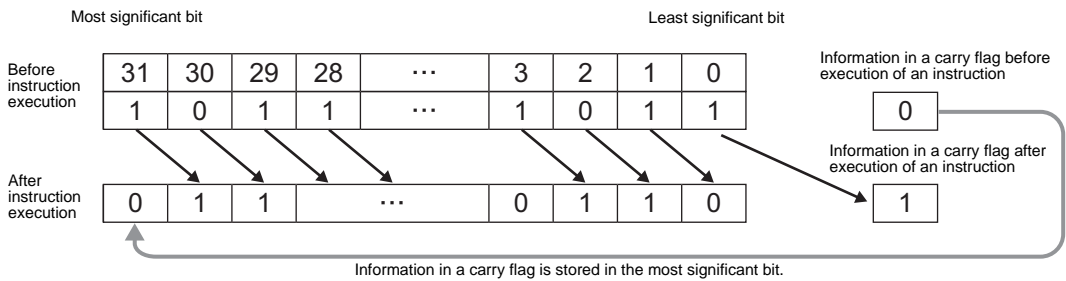 Most significant bit
Least significant bit
Before
instruction
execution
31 30 29 28 ... 3 2 1 0
1 0 1 1 ... 1 0 1 1
Information in a carry flag before
execution of an instruction
0
Information in a carry flag after
execution of an instruction
After
instruction
execution
0 1 1 ... 0 1 1 0
1
Information in a carry flag is stored in the most significant bit.